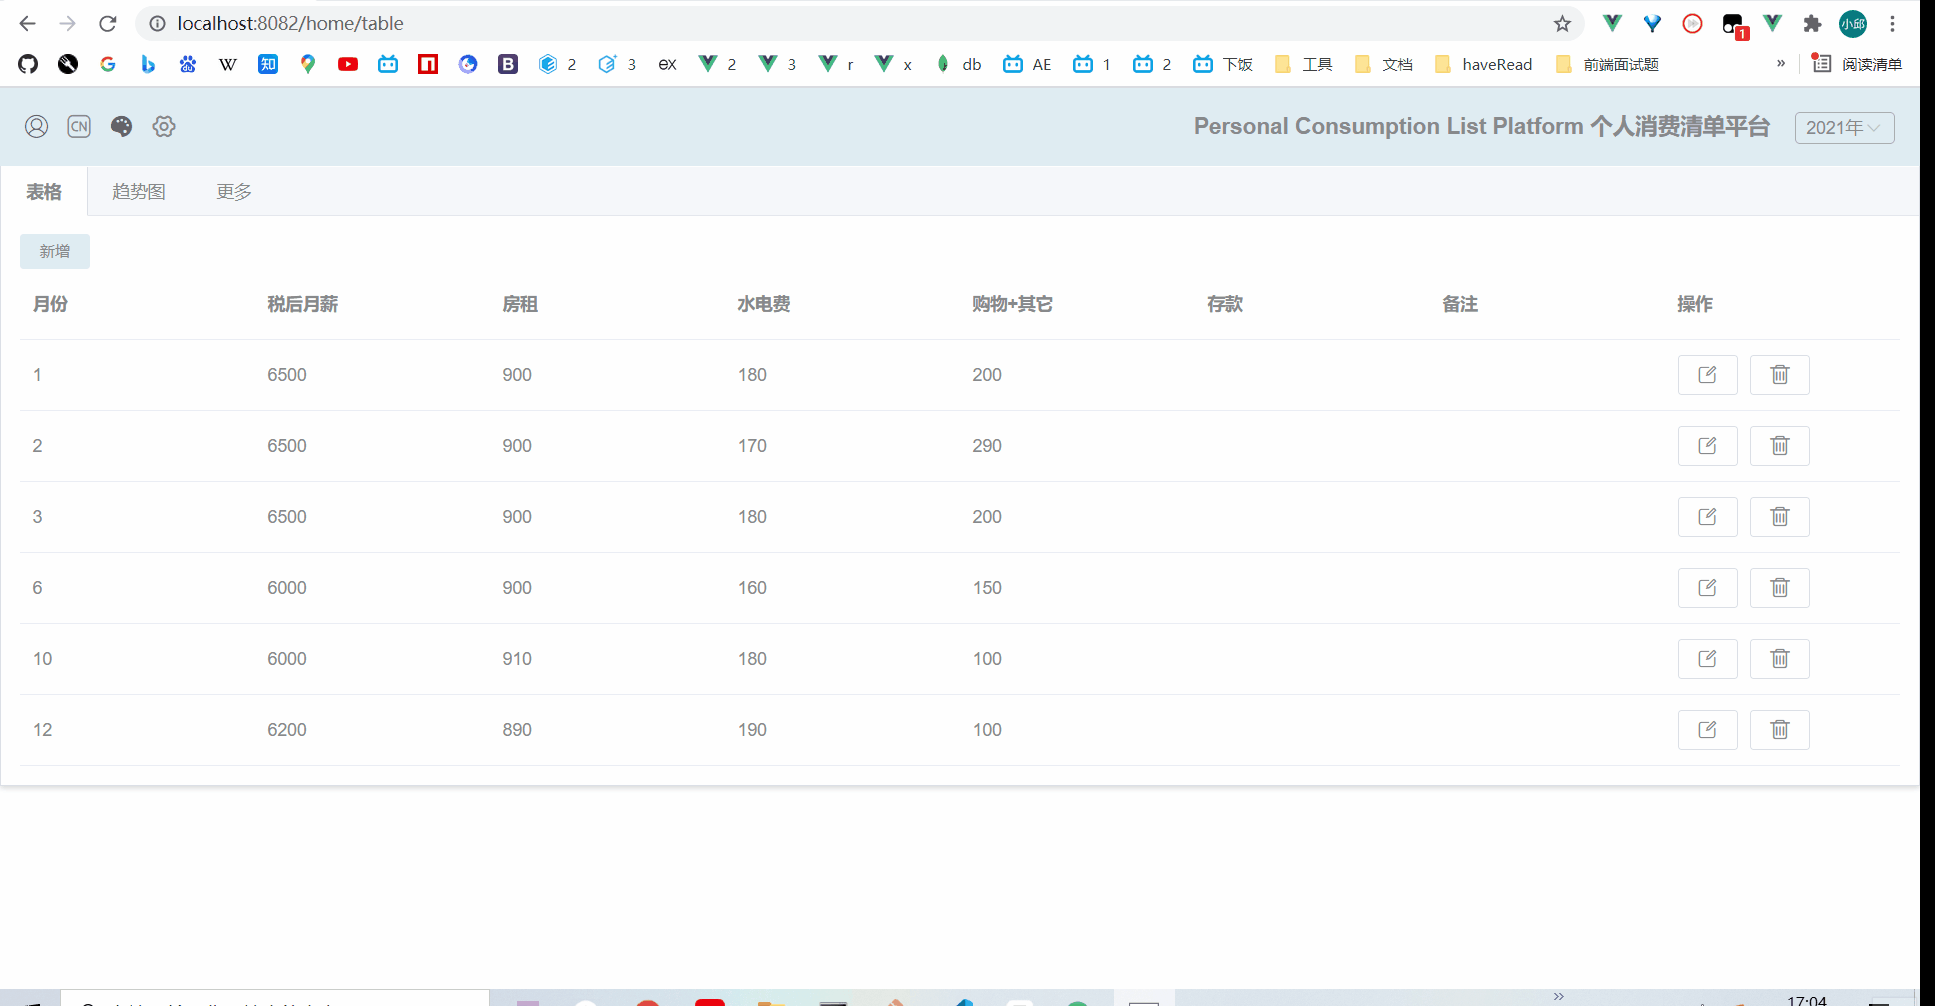 localhost:8082/home/table
1
小邱
W 知 B 2 3 ex 2 3 r x db AE 1 2 下饭 工具 文档 haveRead 前端面试题 » 阅读清单
CN Personal Consumption List Platform 个人消费清单平台 2021年
表格 趋势图 更多
新增
月份 税后月薪 房租 水电费 购物+其它 存款 备注 操作
1 6500 900 180 200
2 6500 900 170 290
3 6500 900 180 200
6 6000 900 160 150
10 6000 910 180 100
12 6200 890 190 100
» 17:04